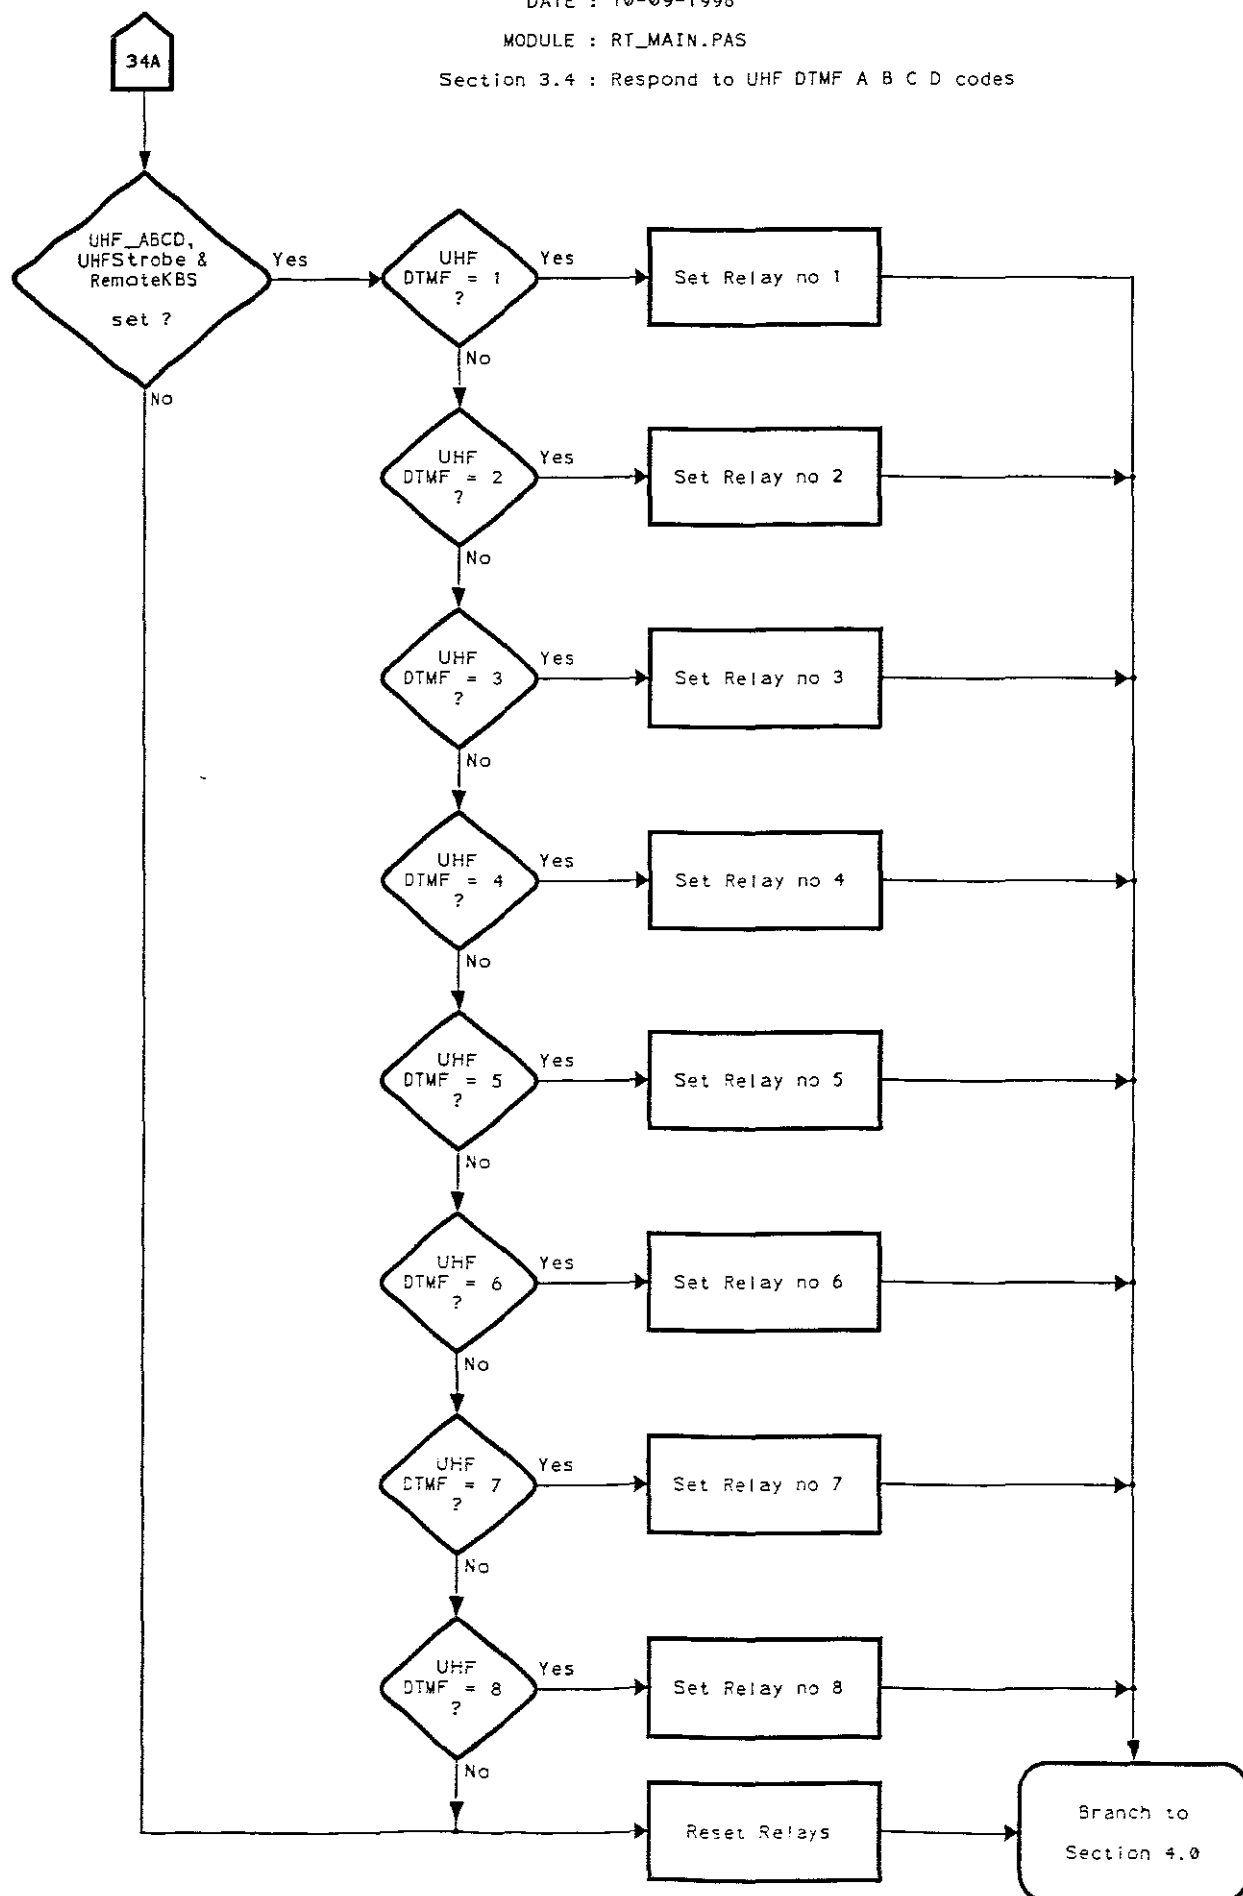 DATE : 10-09-1998
MODULE : RT_MAIN.PAS
Section 3.4 : Respond to UHF DTMF A B C D codes
34A
UHF_ABCD,
UHFStrobe &
RemoteKBS
set ?
Yes
No
UHF
DTMF = 1
?
Yes
No
Set Relay no 1
UHF
DTMF = 2
?
Yes
No
Set Relay no 2
UHF
DTMF = 3
?
Yes
No
Set Relay no 3
UHF
DTMF = 4
?
Yes
No
Set Relay no 4
UHF
DTMF = 5
?
Yes
No
Set Relay no 5
UHF
DTMF = 6
?
Yes
No
Set Relay no 6
UHF
DTMF = 7
?
Yes
No
Set Relay no 7
UHF
DTMF = 8
?
Yes
No
Set Relay no 8
Reset Relays
Branch to
Section 4.0